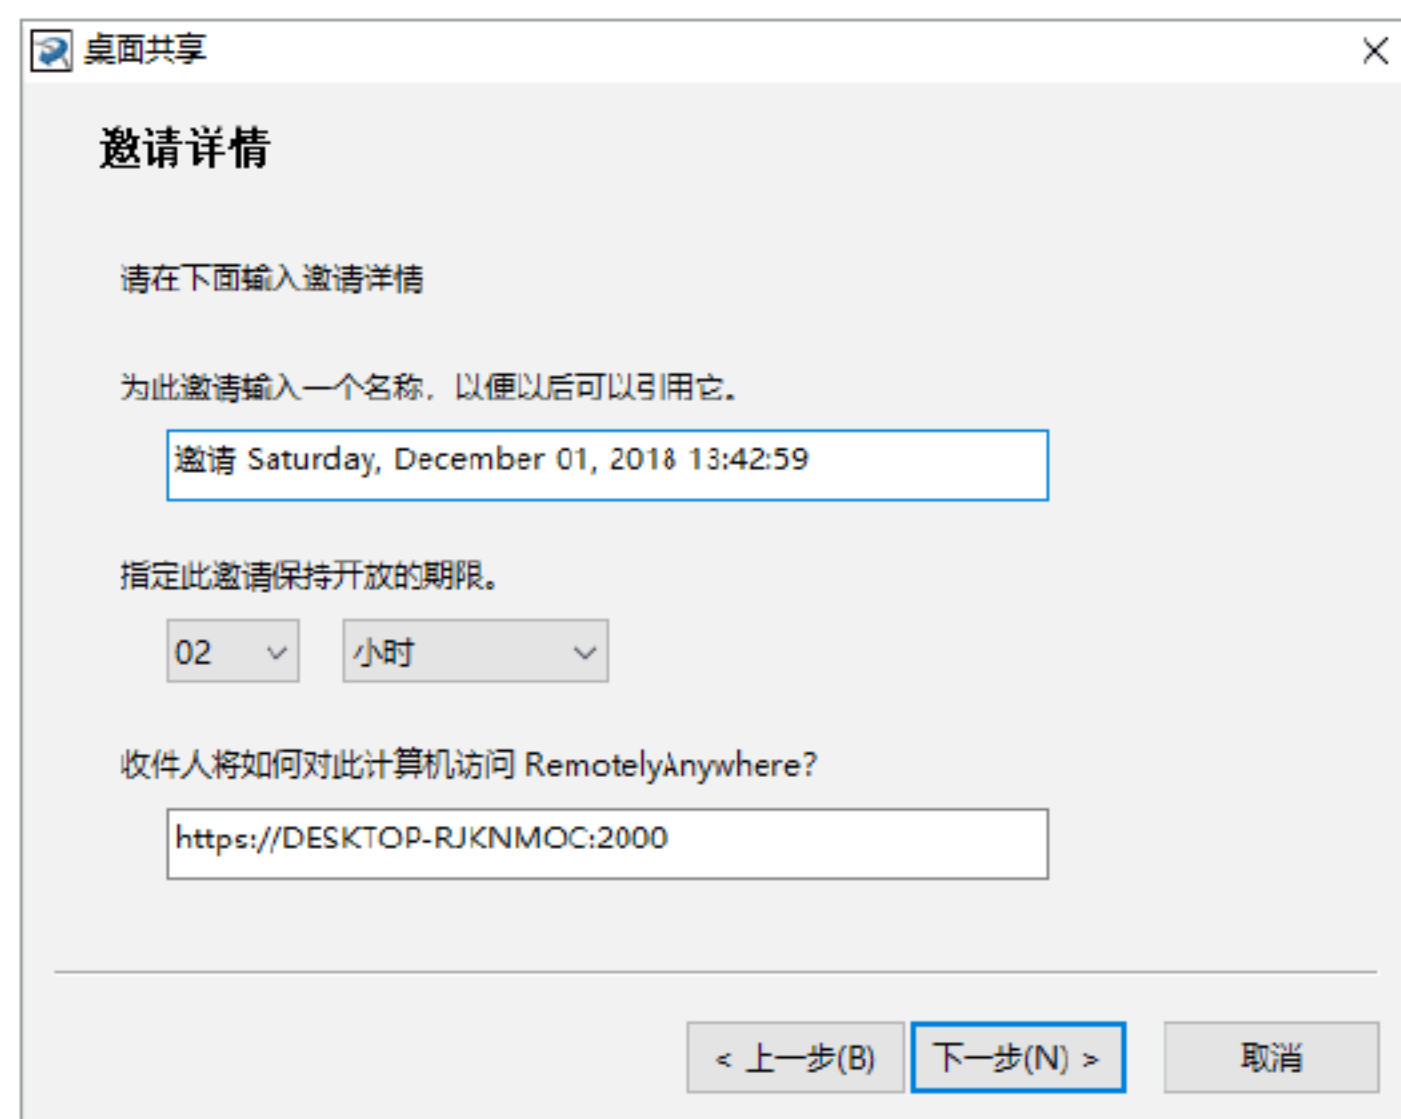 桌面共享
邀请详情
请在下面输入邀请详情
为此邀请输入一个名称，以便以后可以引用它。
邀请 Saturday, December 01, 2018 13:42:59
指定此邀请保持开放的期限。
02 小时
收件人将如何对此计算机访问 RemotelyAnywhere?
https://DESKTOP-RJKNMOC:2000
< 上一步(B) 下一步(N) > 取消